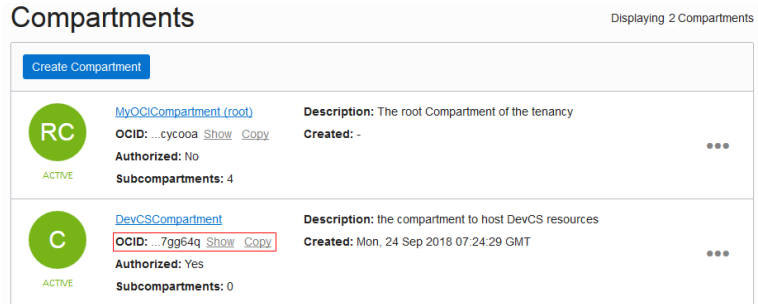 Compartments
Displaying 2 Compartments
Create Compartment
RC
ACTIVE
MyOCICompartment (root)
OCID: ...cycooa Show Copy
Authorized: No
Subcompartments: 4
Description: The root Compartment of the tenancy
Created: -
C
ACTIVE
DevCSCompartment
OCID: ...7gg64q Show Copy
Authorized: Yes
Subcompartments: 0
Description: the compartment to host DevCS resources
Created: Mon, 24 Sep 2018 07:24:29 GMT